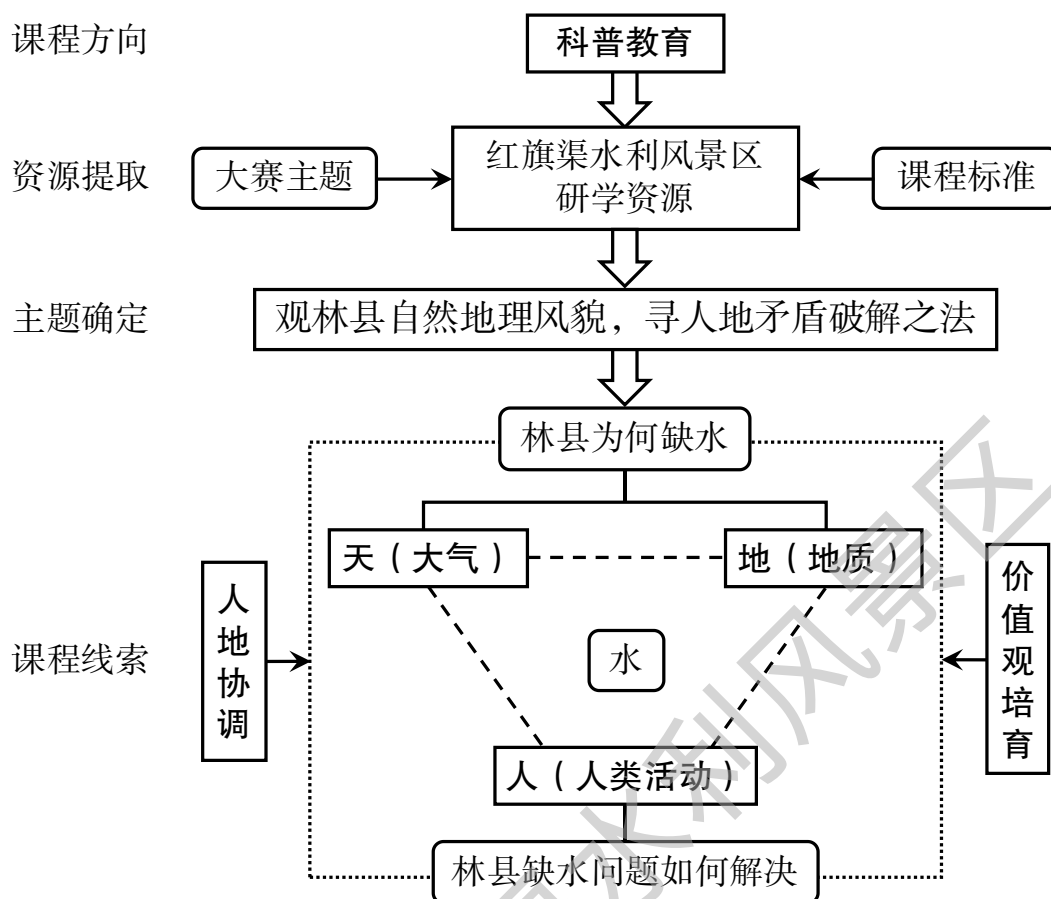 课程方向
科普教育
资源提取
大赛主题
红旗渠水利风景区
研学资源
课程标准
主题确定
观林县自然地理风貌，寻人地矛盾破解之法
林县为何缺水
天（大气）
地（地质）
课程线索
人地协调
水
价值观培育
人（人类活动）
林县缺水问题如何解决
水利风景区